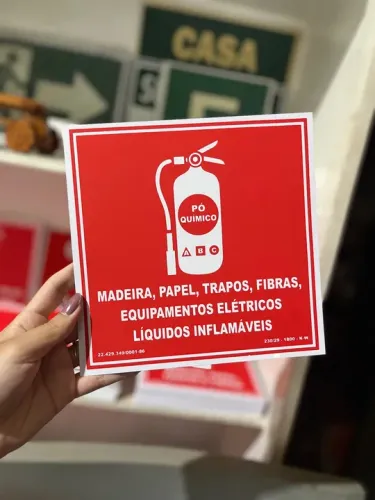 CASA
S
PÓ
QUIMICO
A B C
MADEIRA, PAPEL, TRAPOS, FIBRAS,
EQUIPAMENTOS ELÉTRICOS
LÍQUIDOS INFLAMÁVEIS